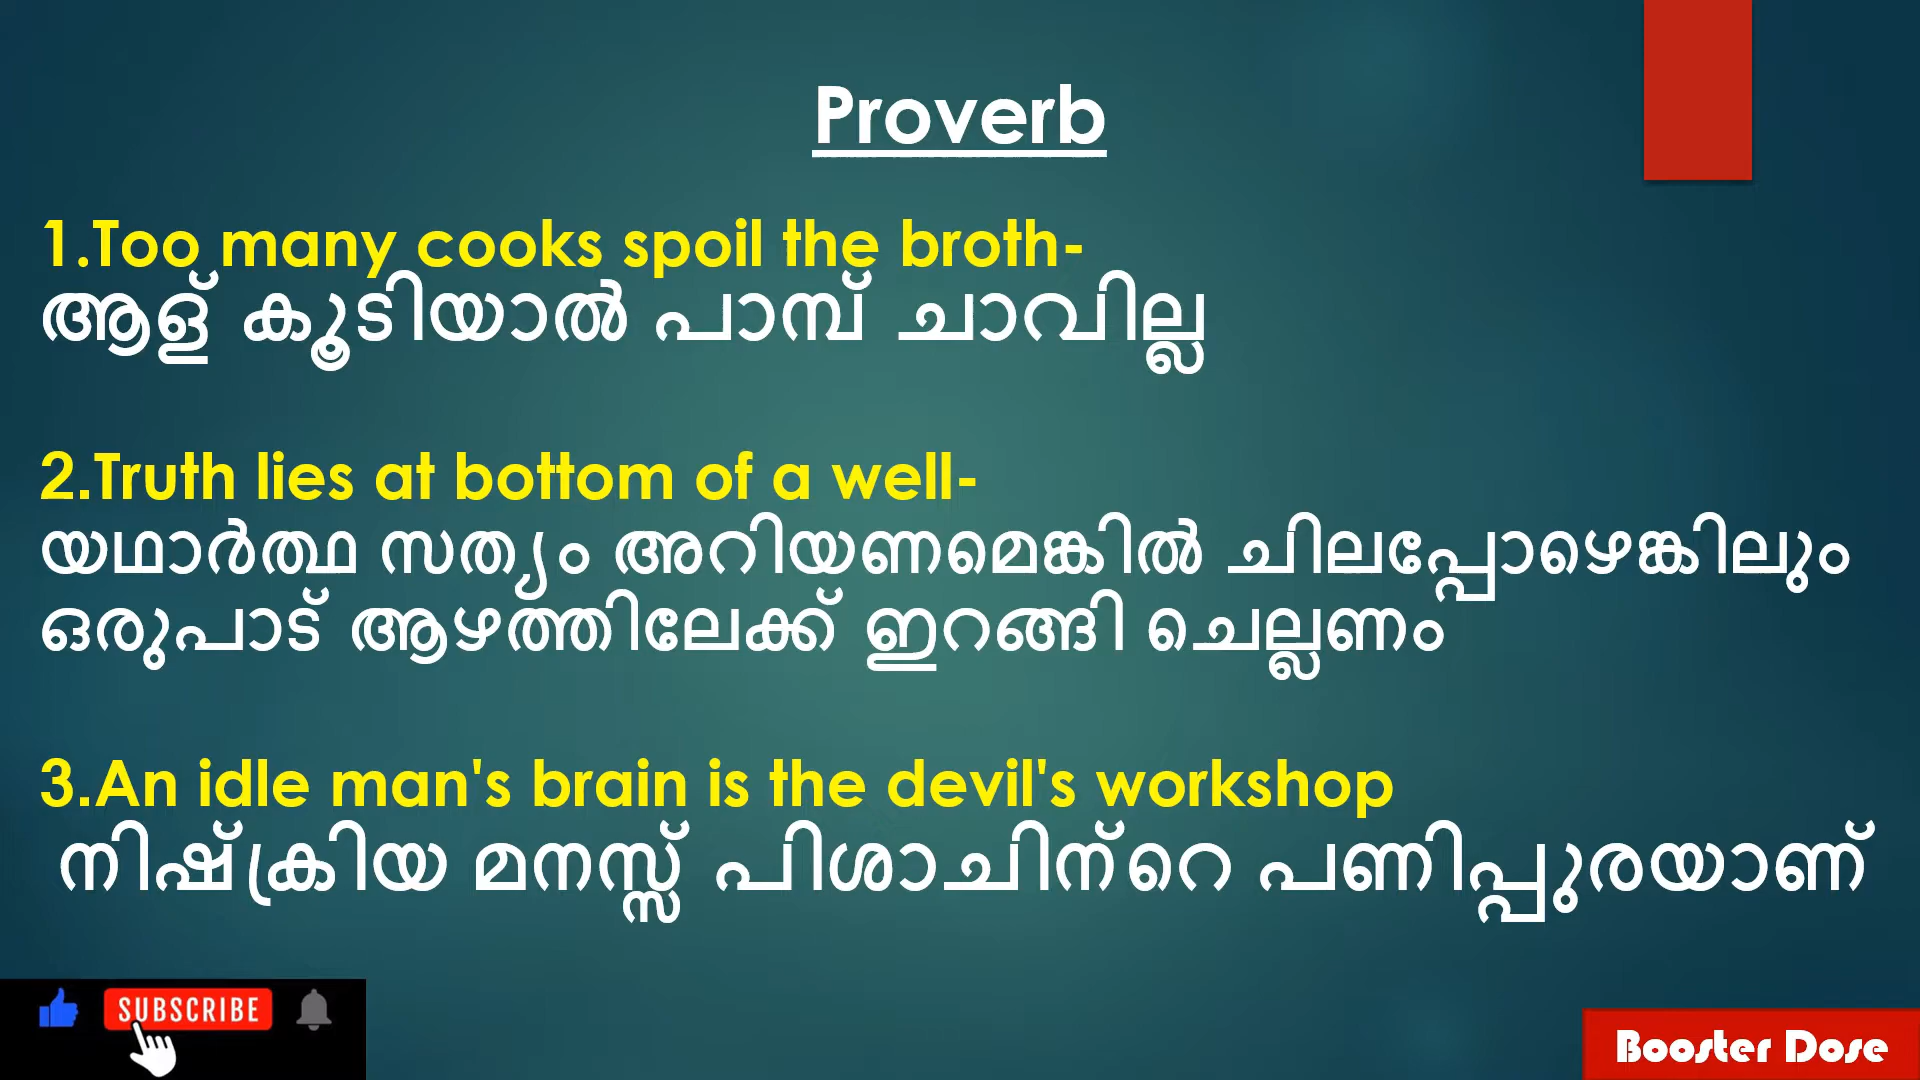 Proverb
1.Too many cooks spoil the broth-
ആള് കൂടിയാൽ പാമ്പ് ചാവില്ല
2.Truth lies at bottom of a well-
യഥാർത്ഥ സത്യം അറിയണമെങ്കിൽ ചിലപ്പോഴെങ്കിലും
ഒരുപാട് ആഴത്തിലേക്ക് ഇറങ്ങി ചെല്ലണം
3.An idle man's brain is the devil's workshop
നിഷ്ക്രിയ മനസ്സ് പിശാചിന്റെ പണിപ്പുരയാണ്
SUBSCRIBE
Booster Dose